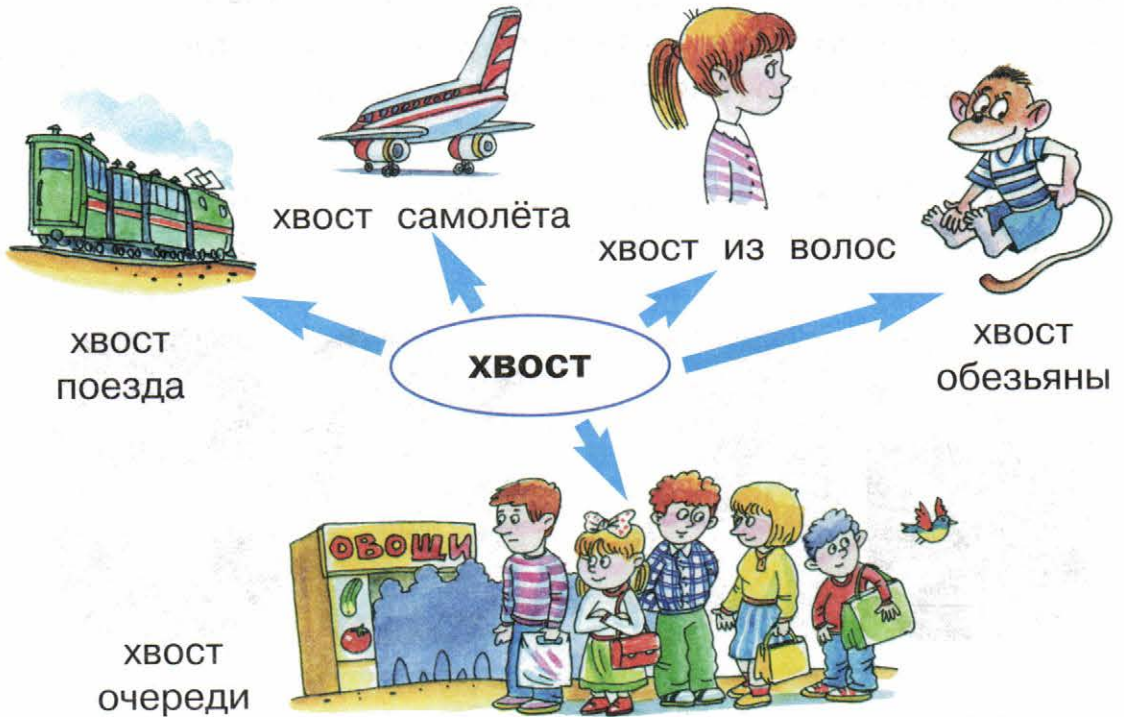 хвост самолёта
хвост из волос
хвост
поезда
хвост
обезьяны
хвост
ОВОЩИ
хвост
очереди